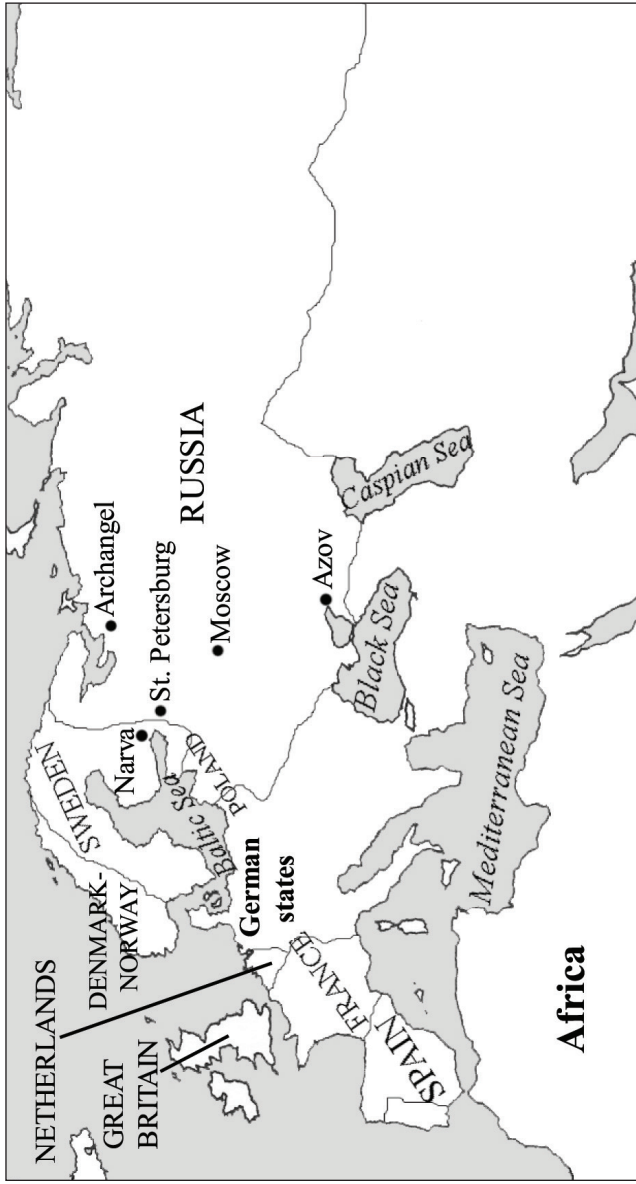 NETHERLANDS
DENMARK-
NORWAY
GREAT
BRITAIN
SWEDEN
Archangel
Narva
St. Petersburg
Baltic Sea
POLAND
RUSSIA
Moscow
German
states
FRANCE
SPAIN
Azov
Black Sea
Caspian Sea
Mediterranean Sea
Africa